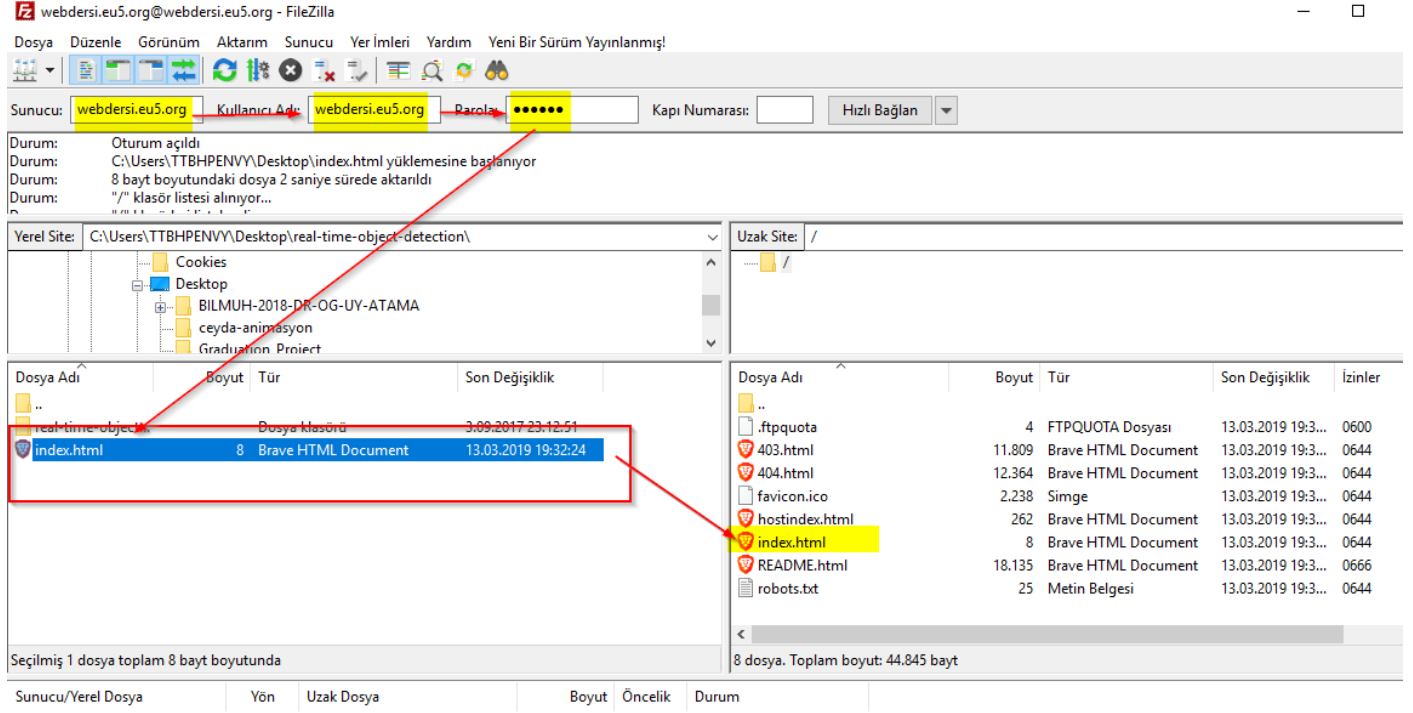 webdersi.eu5.org@webdersi.eu5.org - FileZilla
Dosya Düzenle Görünüm Aktarım Sunucu Yer İmleri Yardım Yeni Bir Sürüm Yayınlanmış!
Sunucu: webdersi.eu5.org Kullanıcı Adı: webdersi.eu5.org Parola: ●●●●●● Kapı Numarası: Hızlı Bağlan
Durum: Oturum açıldı
Durum: C:\Users\TTBHPENVY\Desktop\index.html yüklemesine başlanıyor
Durum: 8 bayt boyutundaki dosya 2 saniye sürede aktarıldı
Durum: "/" klasör listesi alınıyor...
Yerel Site: C:\Users\TTBHPENVY\Desktop\real-time-object-detection\
Cookies
Desktop
BILMUH-2018-DR-OG-UY-ATAMA
ceyda-animasyon
Graduation_Project
Uzak Site: /
/
Dosya Adı Boyut Tür Son Değişiklik
..
real-time-object... Dosya klasörü 3.09.2017 23:12:51
index.html 8 Brave HTML Document 13.03.2019 19:32:24
Seçilmiş 1 dosya toplam 8 bayt boyutunda
Dosya Adı Boyut Tür Son Değişiklik İzinler
..
.ftpquota 4 FTPQUOTA Dosyası 13.03.2019 19:3... 0600
403.html 11.809 Brave HTML Document 13.03.2019 19:3... 0644
404.html 12.364 Brave HTML Document 13.03.2019 19:3... 0644
favicon.ico 2.238 Simge 13.03.2019 19:3... 0644
hostindex.html 262 Brave HTML Document 13.03.2019 19:3... 0644
index.html 8 Brave HTML Document 13.03.2019 19:3... 0644
README.html 18.135 Brave HTML Document 13.03.2019 19:3... 0666
robots.txt 25 Metin Belgesi 13.03.2019 19:3... 0644
8 dosya. Toplam boyut: 44.845 bayt
Sunucu/Yerel Dosya Yön Uzak Dosya Boyut Öncelik Durum